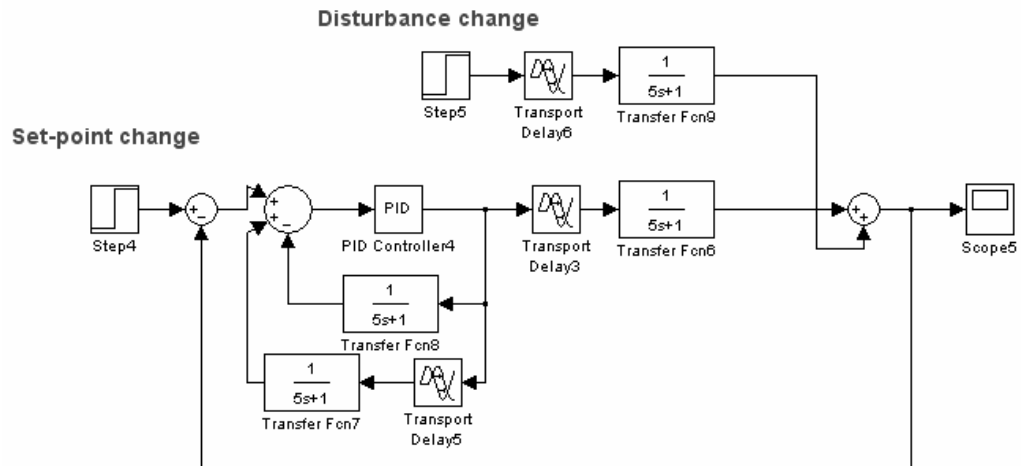 Disturbance change
1
5s+1
Step5
Transport
Delay6
Transfer Fcn9
Set-point change
+
−
Step4
+
+
−
PID
PID Controller4
Transport
Delay3
1
5s+1
Transfer Fcn6
+
+
Scope5
1
5s+1
Transfer Fcn8
1
5s+1
Transfer Fcn7
Transport
Delay5